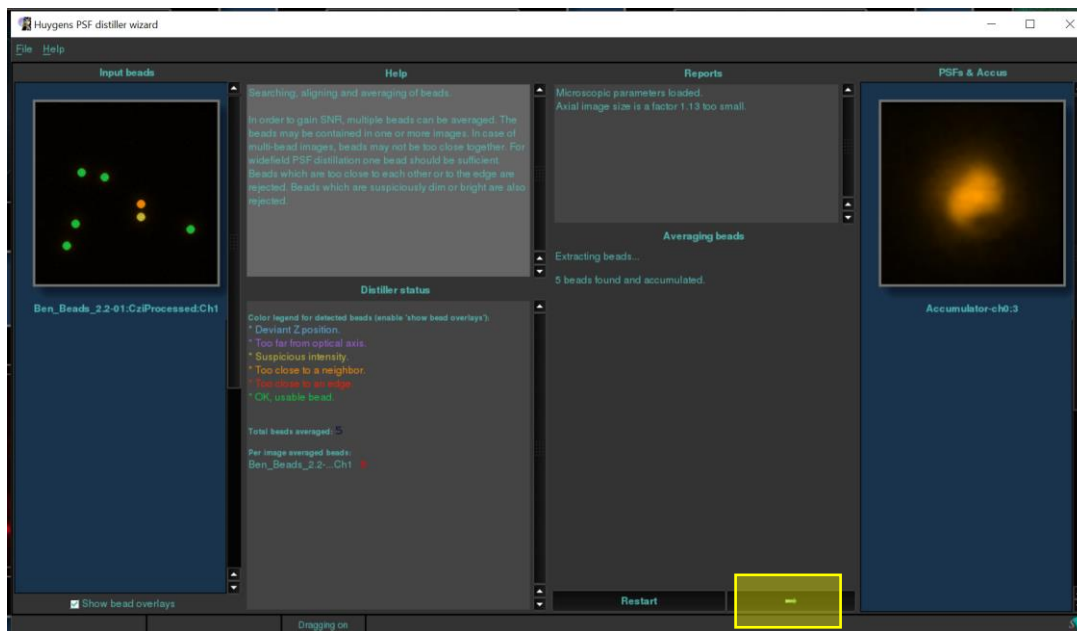 Huygens PSF distiller wizard
File Help
Input beads
Ben_Beads_2.2-01:CziProcessed:Ch1
Show bead overlays
Help
Searching, aligning and averaging of beads.
In order to gain SNR, multiple beads can be averaged. The
beads may be contained in one or more images. In case of
multi-bead images, beads may not be too close together. For
widefield PSF distillation one bead should be sufficient.
Beads which are too close to each other or to the edge are
rejected. Beads which are suspiciously dim or bright are also
rejected.
Distiller status
Color legend for detected beads (enable 'show bead overlays'):
* Deviant Z position.
* Too far from optical axis.
* Suspicious intensity.
* Too close to a neighbor.
* Too close to an edge.
* OK, usable bead.
Total beads averaged: 5
Per image averaged beads:
Ben_Beads_2.2-...Ch1
Reports
Microscopic parameters loaded.
Axial image size is a factor 1.13 too small.
Averaging beads
Extracting beads...
5 beads found and accumulated.
Restart
PSFs & Accus
Accumulator-ch0:3
Dragging on